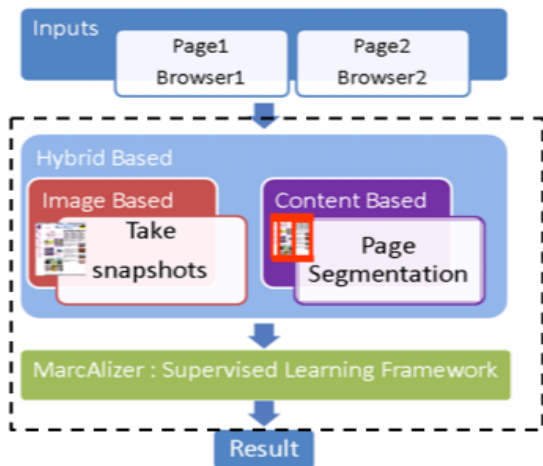 Inputs
Page1
Browser1
Page2
Browser2
Hybrid Based
Image Based
Take
snapshots
Content Based
Page
Segmentation
MarcAlizer : Supervised Learning Framework
Result